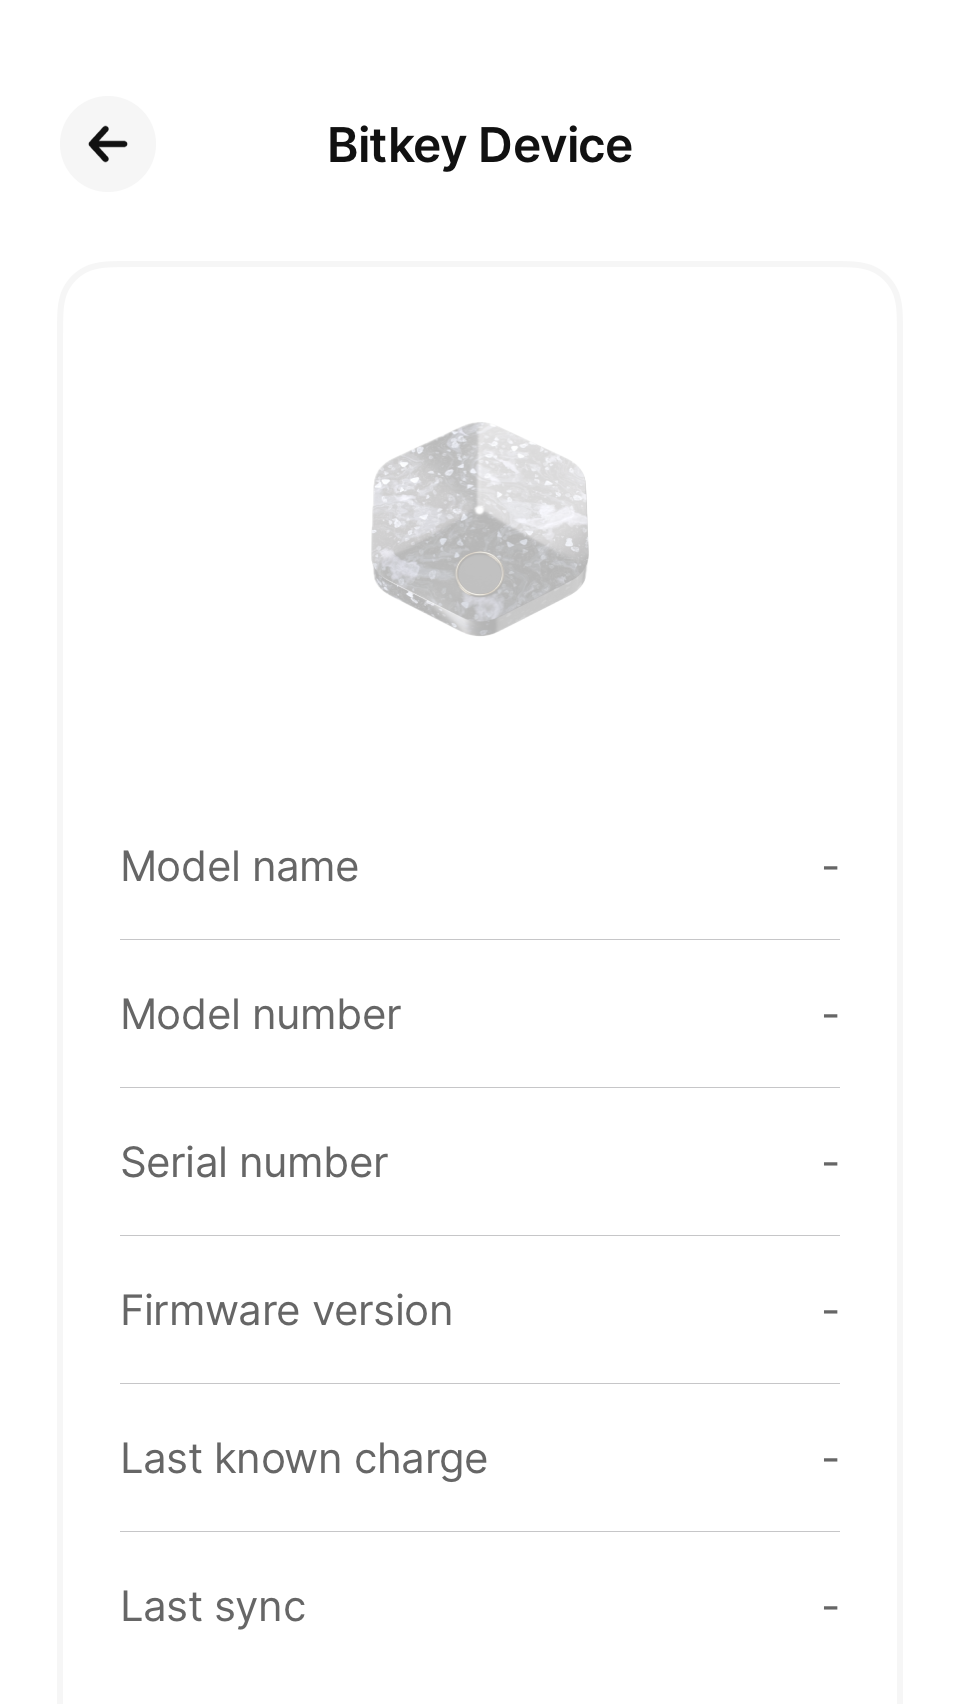 Bitkey Device
Model name -
Model number -
Serial number -
Firmware version -
Last known charge -
Last sync -